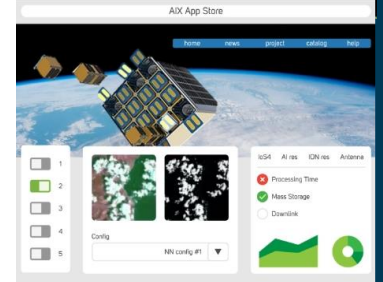 AiX App Store
home news project catalog help
1
2
3
4
5
Config
NN config #1
IoS4 AI res ION res Antenna
Processing Time
Mass Storage
Downlink